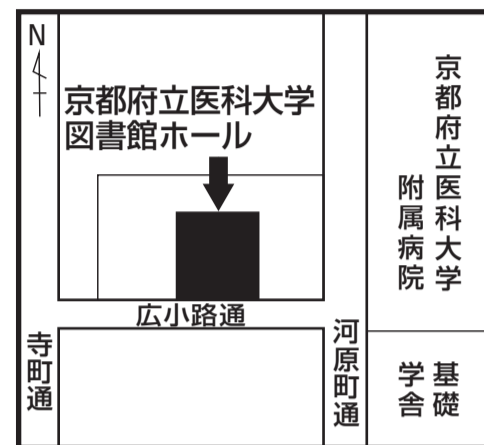 N
京都府立医科大学
図書館ホール
京都府立医科大学
附属病院
広小路通
寺町通
河原町通
基礎
学舎